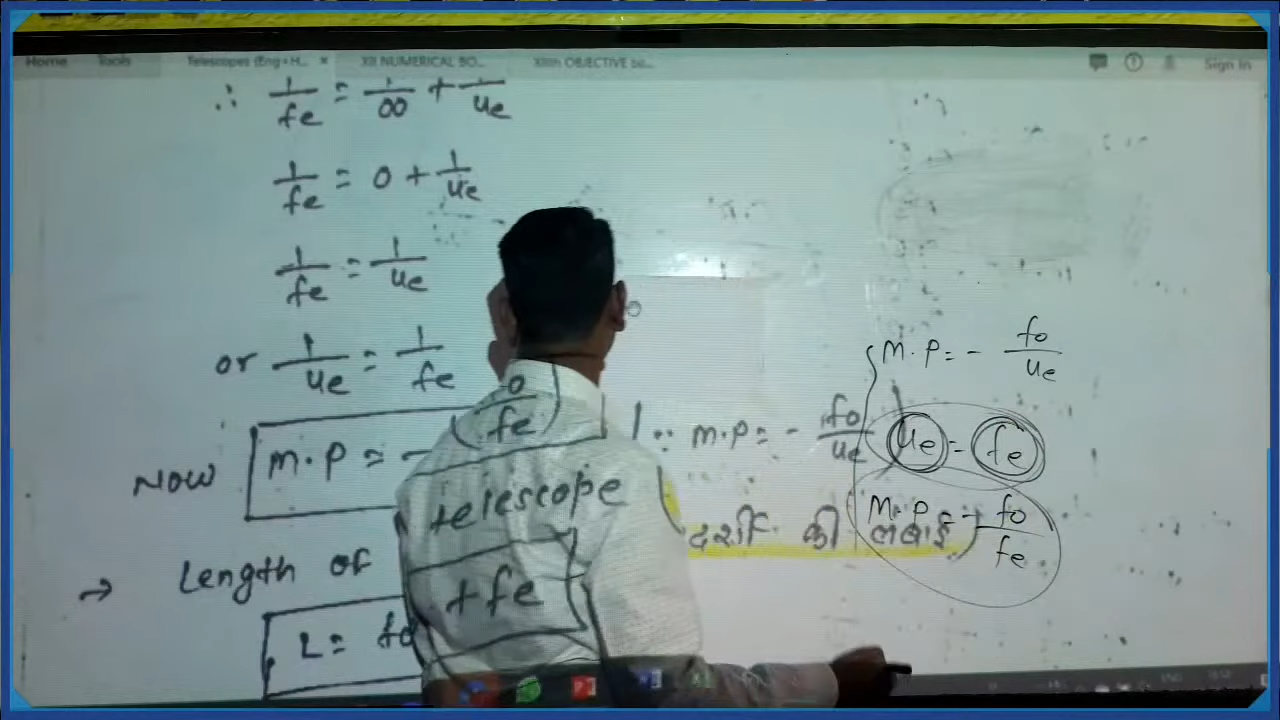 Home Tools Telescopes (Eng+H... × XII NUMERICAL BO... XIIth OBJECTIVE bo... Sign In
∴ 1/fe = 1/∞ + 1/ue
1/fe = 0 + 1/ue
1/fe = 1/ue
or 1/ue = 1/fe
Now M.P = - (fo/fe) ∵ M.P = - fo/ue
→ Length of telescope की लंबाई)
L = fo + fe
M.P = - fo/ue
ue = fe
M.P = - fo/fe